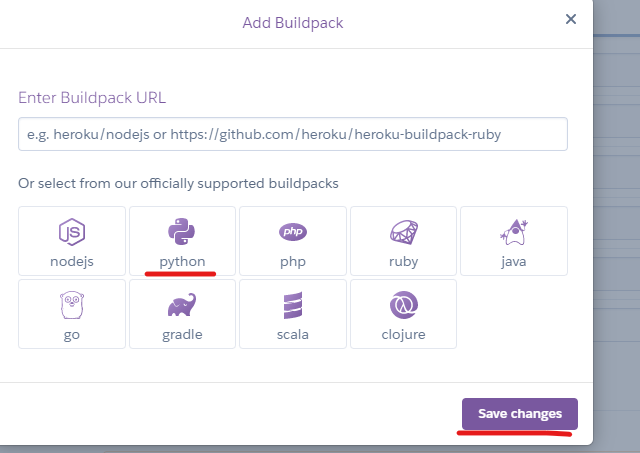 Add Buildpack
Enter Buildpack URL
e.g. heroku/nodejs or https://github.com/heroku/heroku-buildpack-ruby
Or select from our officially supported buildpacks
JS php
nodejs python php ruby java
go gradle scala clojure
Save changes